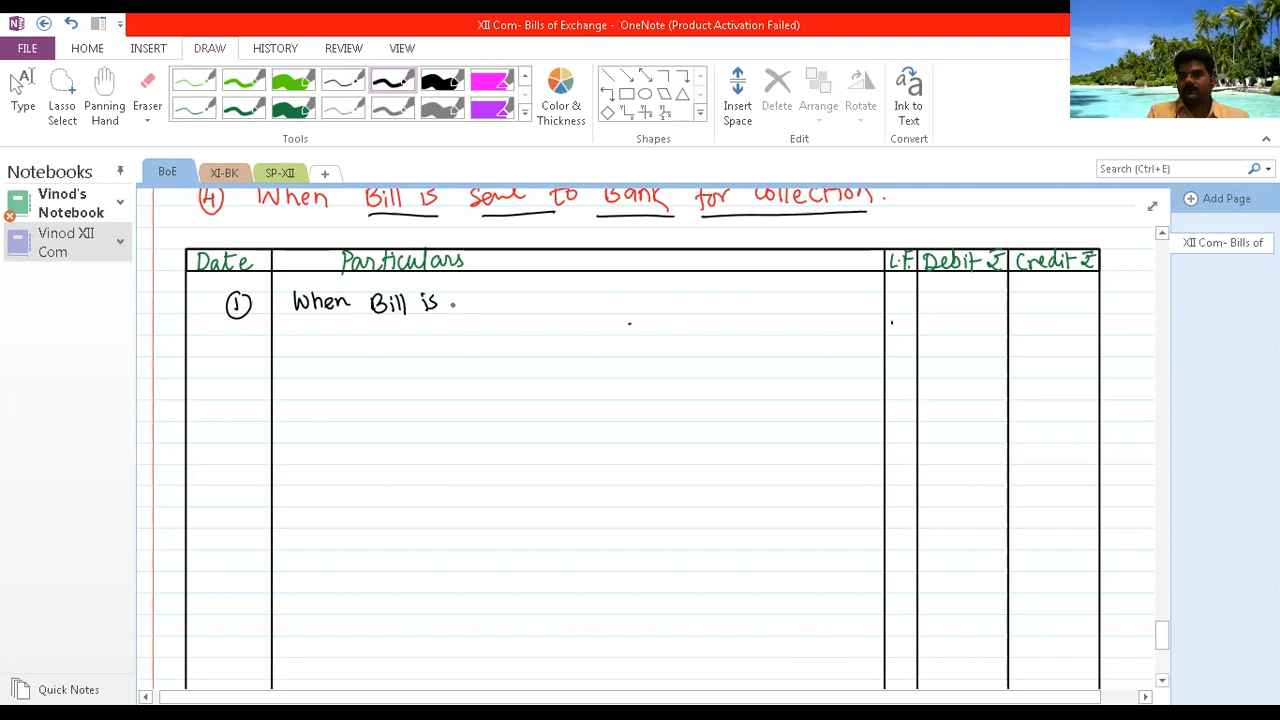 XII Com- Bills of Exchange - OneNote (Product Activation Failed)
FILE HOME INSERT DRAW HISTORY REVIEW VIEW
Type Lasso Select Panning Hand Eraser Color & Thickness Insert Space Delete Arrange Rotate Ink to Text
Tools Shapes Edit Convert
Notebooks BoE XI-BK SP-XII Search (Ctrl+E)
Vinod's Notebook
Vinod XII Com
Add Page
XII Com- Bills of
(4) When Bill is sent to Bank for collection.
Date Particulars L.F. Debit ₹ Credit ₹
① When Bill is
Quick Notes